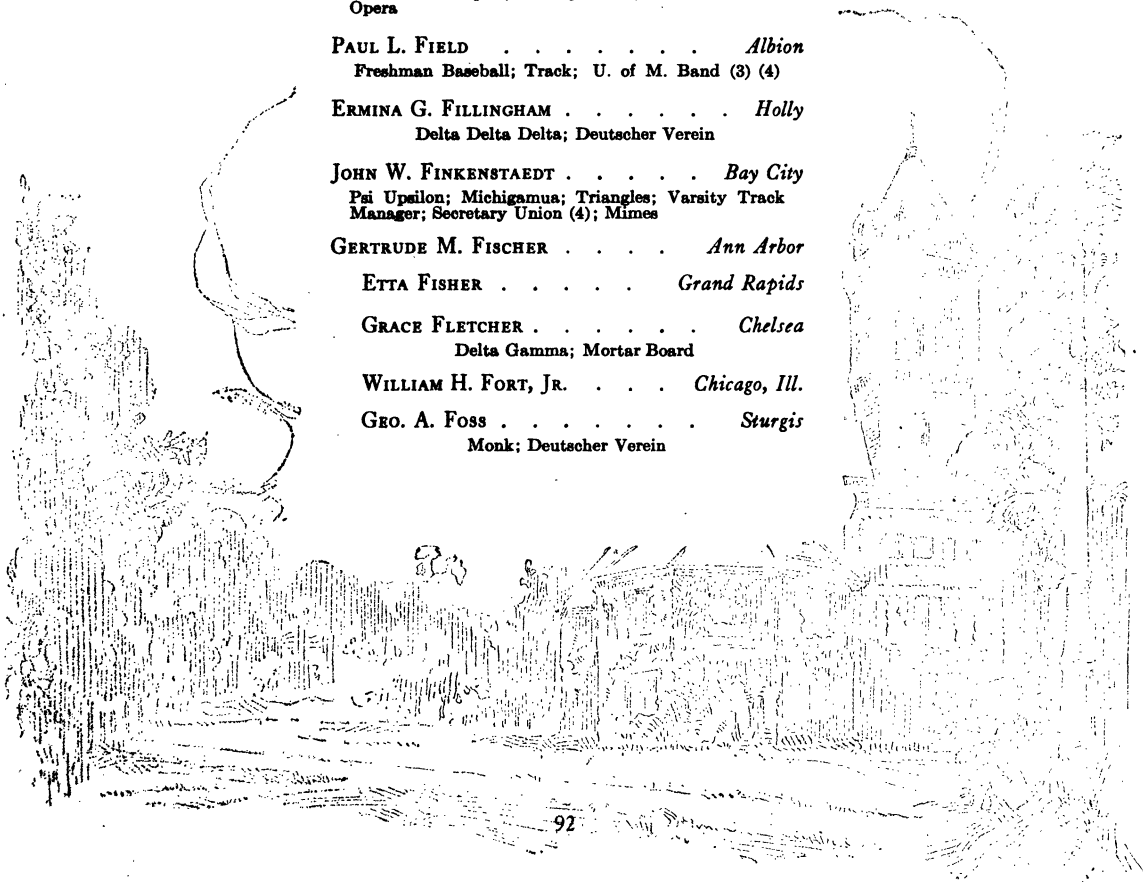 Opera
PAUL L. FIELD . . . . . . . Albion
Freshman Baseball; Track; U. of M. Band (3) (4)
ERMINA G. FILLINGHAM . . . . . . Holly
Delta Delta Delta; Deutscher Verein
JOHN W. FINKENSTAEDT . . . . . Bay City
Psi Upsilon; Michigamua; Triangles; Varsity Track
Manager; Secretary Union (4); Mimes
GERTRUDE M. FISCHER . . . . Ann Arbor
ETTA FISHER . . . . . Grand Rapids
GRACE FLETCHER . . . . . . Chelsea
Delta Gamma; Mortar Board
WILLIAM H. FORT, JR. . . . Chicago, Ill.
GEO. A. FOSS . . . . . . . Sturgis
Monk; Deutscher Verein
92